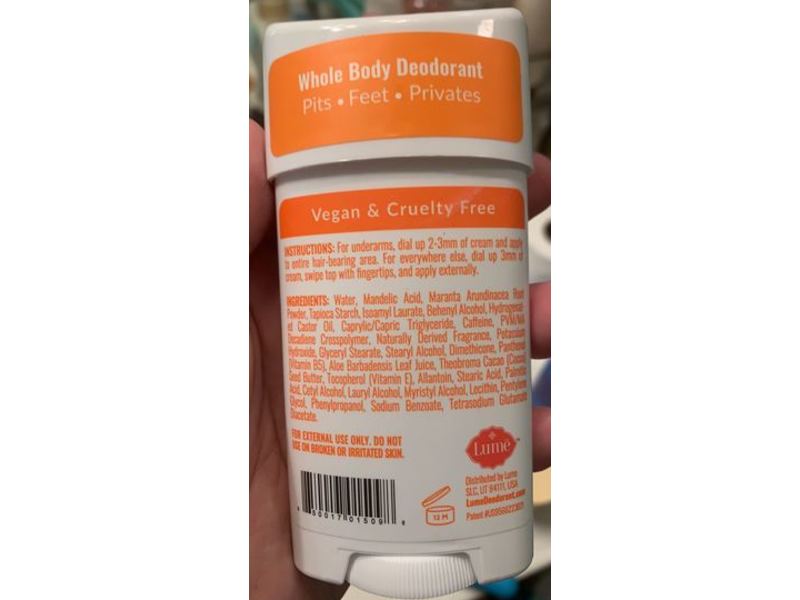 Whole Body Deodorant
Pits • Feet • Privates
Vegan & Cruelty Free
INSTRUCTIONS: For underarms, dial up 2-3mm of cream and apply
to entire hair-bearing area. For everywhere else, dial up 3mm of
cream, swipe top with fingertips, and apply externally.
INGREDIENTS: Water, Mandelic Acid, Maranta Arundinacea Root
Powder, Tapioca Starch, Isoamyl Laurate, Behenyl Alcohol, Hydrogenat-
ed Castor Oil, Caprylic/Capric Triglyceride, Caffeine, PVM/MA
Decadiene Crosspolymer, Naturally Derived Fragrance, Potassium
Hydroxide, Glyceryl Stearate, Stearyl Alcohol, Dimethicone, Panthenol
(Vitamin B5), Aloe Barbadensis Leaf Juice, Theobroma Cacao (Cocoa)
Seed Butter, Tocopherol (Vitamin E), Allantoin, Stearic Acid, Palmitic
Acid, Cetyl Alcohol, Lauryl Alcohol, Myristyl Alcohol, Lecithin, Pentylene
Glycol, Phenylpropanol, Sodium Benzoate, Tetrasodium Glutamate
Diacetate.
FOR EXTERNAL USE ONLY. DO NOT
USE ON BROKEN OR IRRITATED SKIN.
Lumē™
Distributed by Lume
SLC, UT 84111, USA
LumeDeodorant.com
Patent
12 M
50017 01509